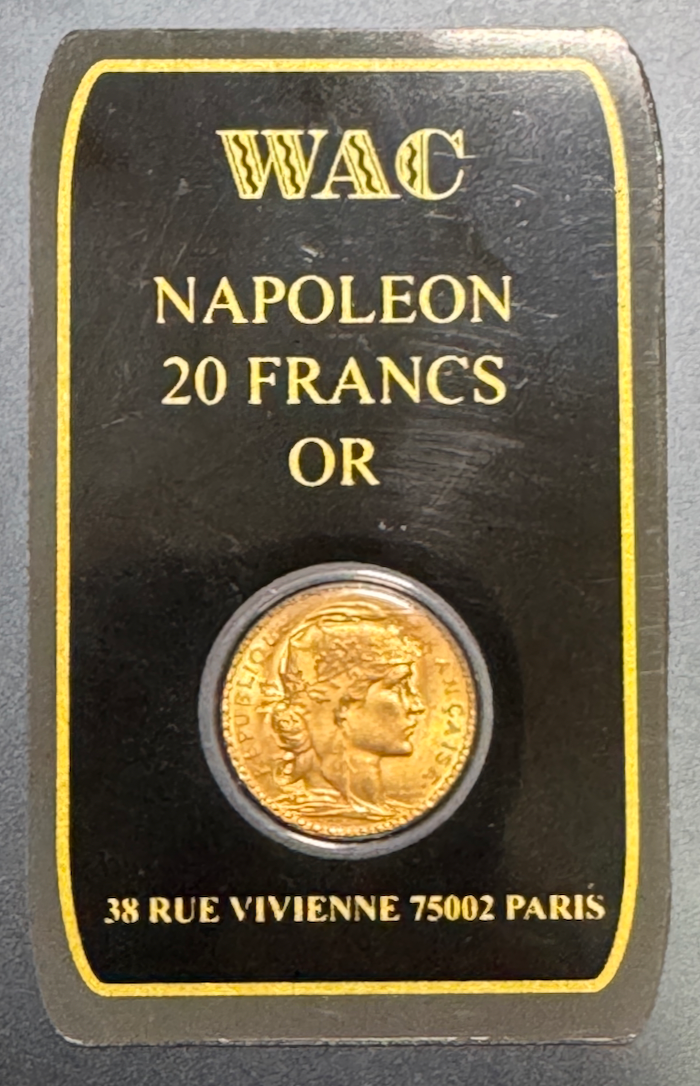 WAC
NAPOLEON
20 FRANCS
OR
38 RUE VIVIENNE 75002 PARIS